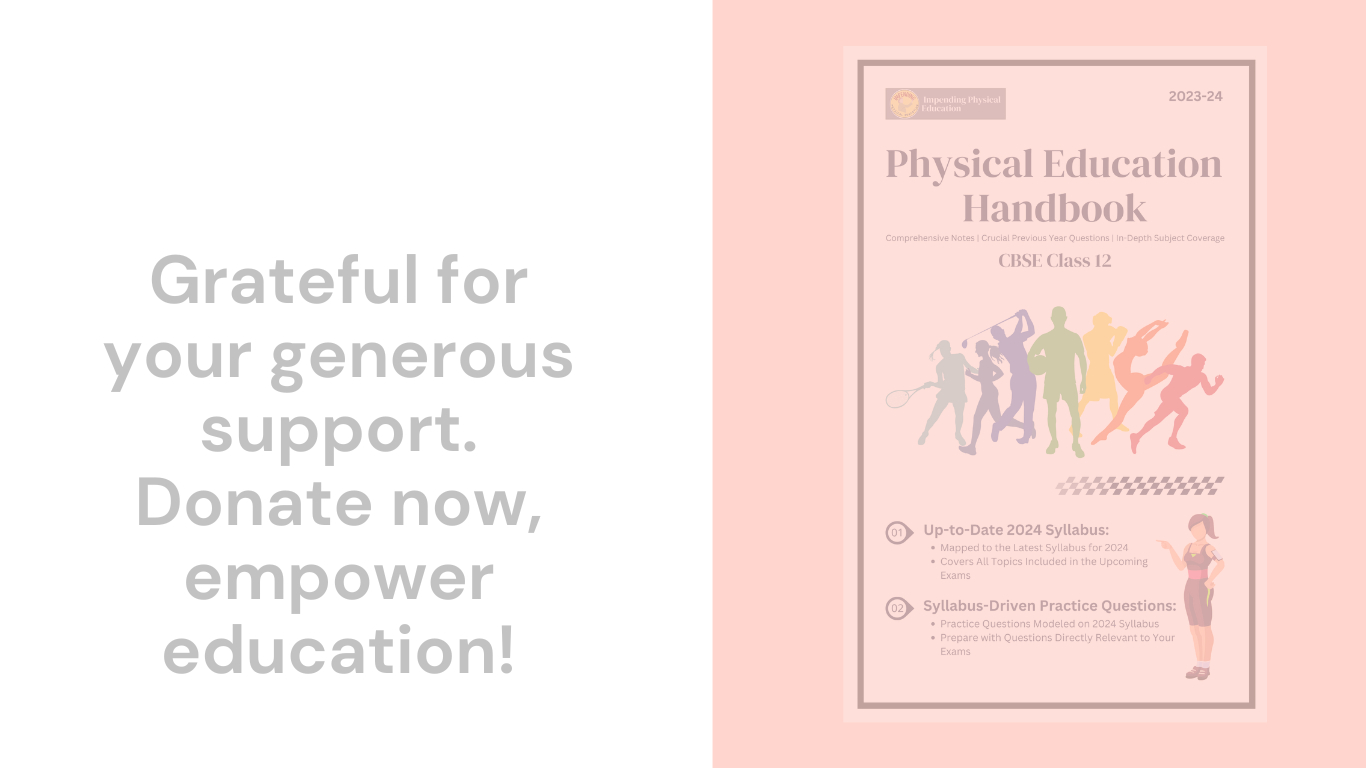 Grateful for
your generous
support.
Donate now,
empower
education!
Impending Physical
Education
2023-24
Physical Education
Handbook
Comprehensive Notes | Crucial Previous Year Questions | In-Depth Subject Coverage
CBSE Class 12
01
Up-to-Date 2024 Syllabus:
Mapped to the Latest Syllabus for 2024
Covers All Topics Included in the Upcoming
Exams
02
Syllabus-Driven Practice Questions:
Practice Questions Modeled on 2024 Syllabus
Prepare with Questions Directly Relevant to Your
Exams